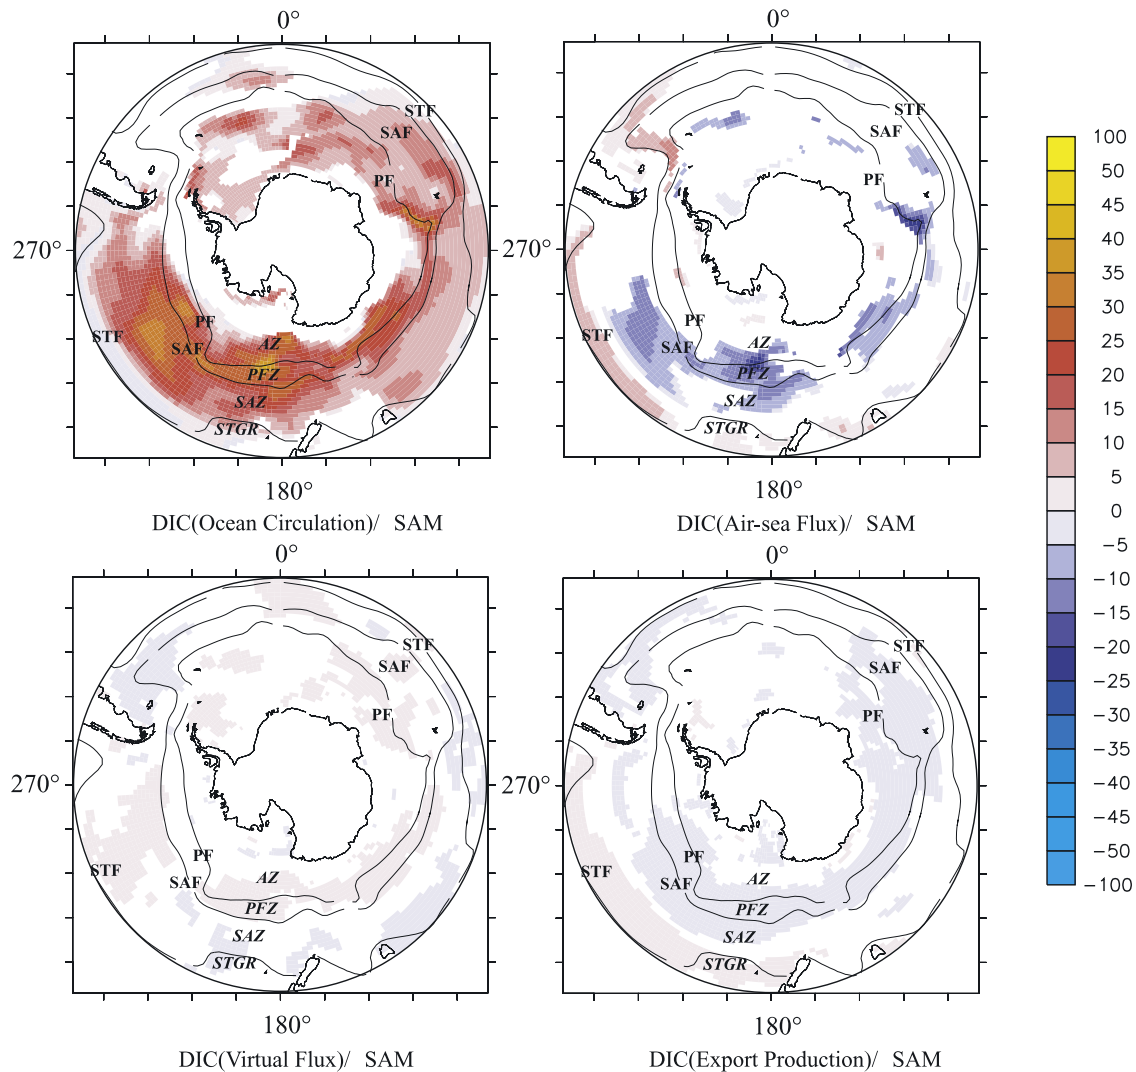 0°
0°
STF
SAF
PF
270°
STF
PF
SAF
AZ
PFZ
SAZ
STGR
180°
DIC(Ocean Circulation)/ SAM
STF
SAF
PF
270°
STF
PF
SAF
AZ
PFZ
SAZ
STGR
180°
DIC(Air-sea Flux)/ SAM
0°
0°
STF
SAF
PF
270°
STF
PF
SAF
AZ
PFZ
SAZ
STGR
180°
DIC(Virtual Flux)/ SAM
STF
SAF
PF
270°
STF
PF
SAF
AZ
PFZ
SAZ
STGR
180°
DIC(Export Production)/ SAM
100
50
45
40
35
30
25
20
15
10
5
0
-5
-10
-15
-20
-25
-30
-35
-40
-45
-50
-100